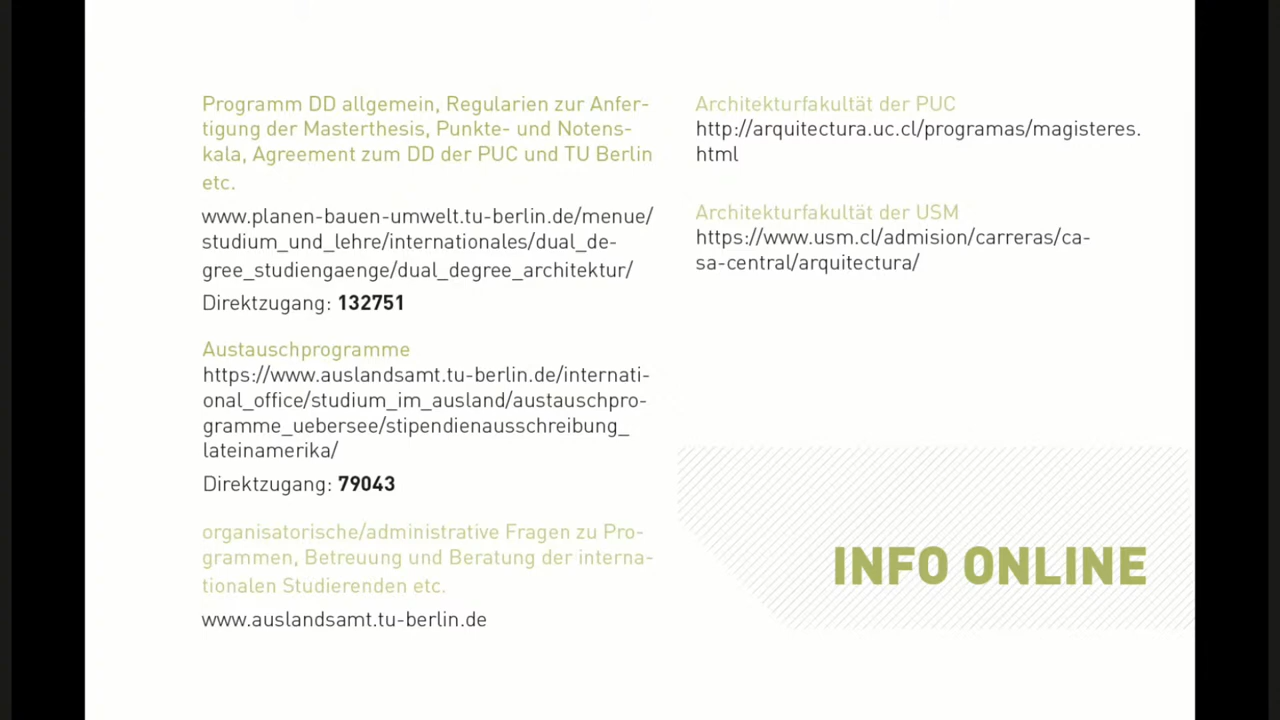 Programm DD allgemein, Regularien zur Anfer-
tigung der Masterthesis, Punkte- und Notens-
kala, Agreement zum DD der PUC und TU Berlin
etc.
www.planen-bauen-umwelt.tu-berlin.de/menue/
studium_und_lehre/internationales/dual_de-
gree_studiengaenge/dual_degree_architektur/
Direktzugang: 132751
Austauschprogramme
https://www.auslandsamt.tu-berlin.de/internati-
onal_office/studium_im_ausland/austauschpro-
gramme_uebersee/stipendienausschreibung_
lateinamerika/
Direktzugang: 79043
organisatorische/administrative Fragen zu Pro-
grammen, Betreuung und Beratung der interna-
tionalen Studierenden etc.
www.auslandsamt.tu-berlin.de
Architekturfakultät der PUC
http://arquitectura.uc.cl/programas/magisteres.
html
Architekturfakultät der USM
https://www.usm.cl/admision/carreras/ca-
sa-central/arquitectura/
INFO ONLINE